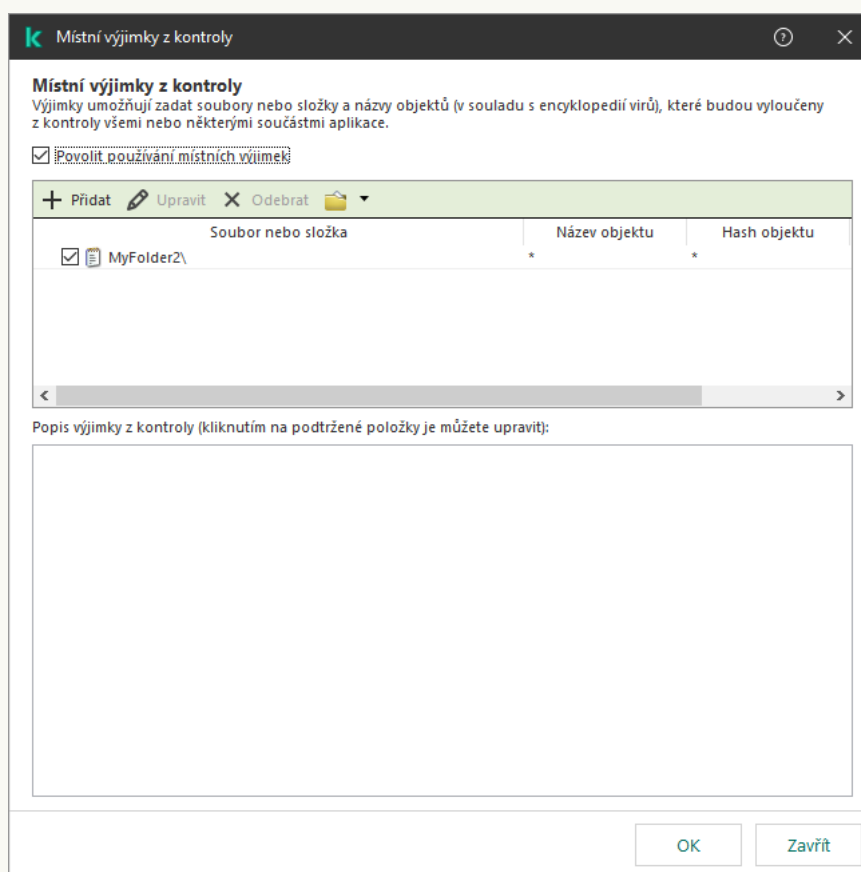 Místní výjimky z kontroly
Místní výjimky z kontroly
Výjimky umožňují zadat soubory nebo složky a názvy objektů (v souladu s encyklopedií virů), které budou vyloučeny
z kontroly všemi nebo některými součástmi aplikace.
Povolit používání místních výjimek
Přidat Upravit Odebrat
Soubor nebo složka Název objektu Hash objektu
MyFolder2\ * *
Popis výjimky z kontroly (kliknutím na podtržené položky je můžete upravit):
OK Zavřít